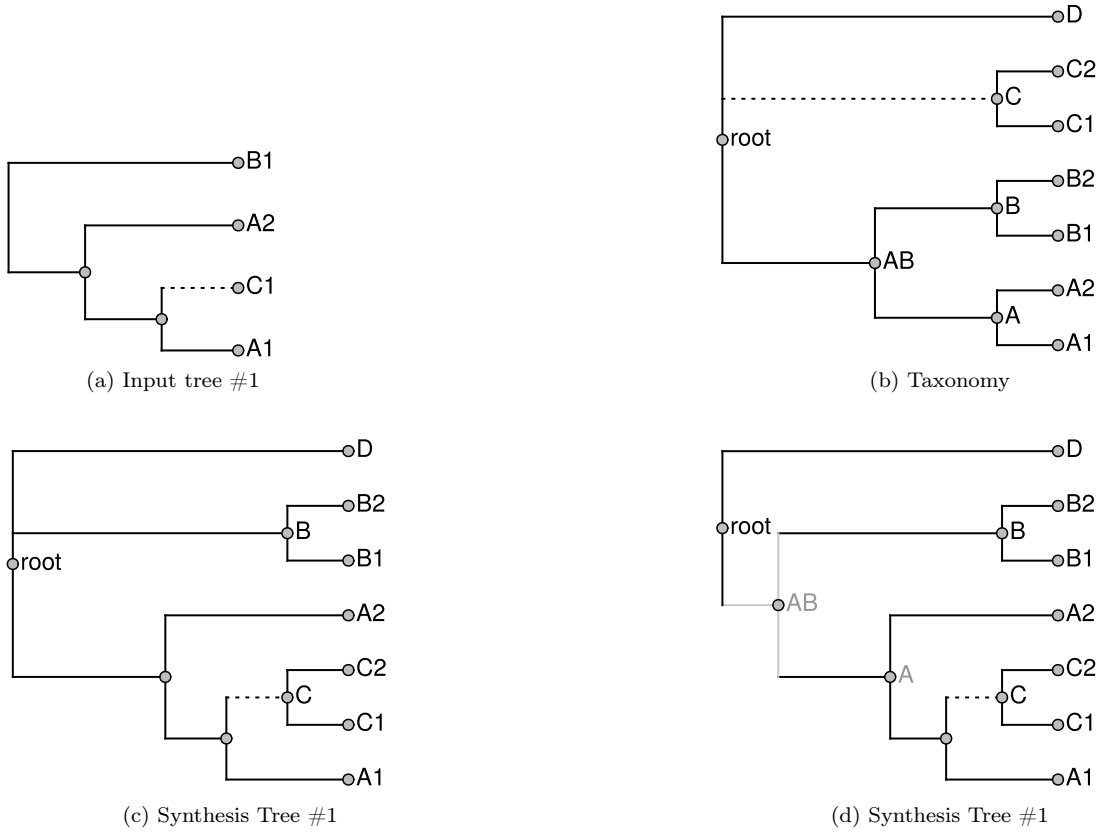 B1
A2
C1
A1
(a) Input tree #1
D
C2
C
C1
root
B2
B
B1
AB
A2
A
A1
(b) Taxonomy
D
B2
B
B1
root
A2
C2
C
C1
A1
(c) Synthesis Tree #1
D
B2
root
B
B1
AB
A2
C2
A
C
C1
A1
(d) Synthesis Tree #1